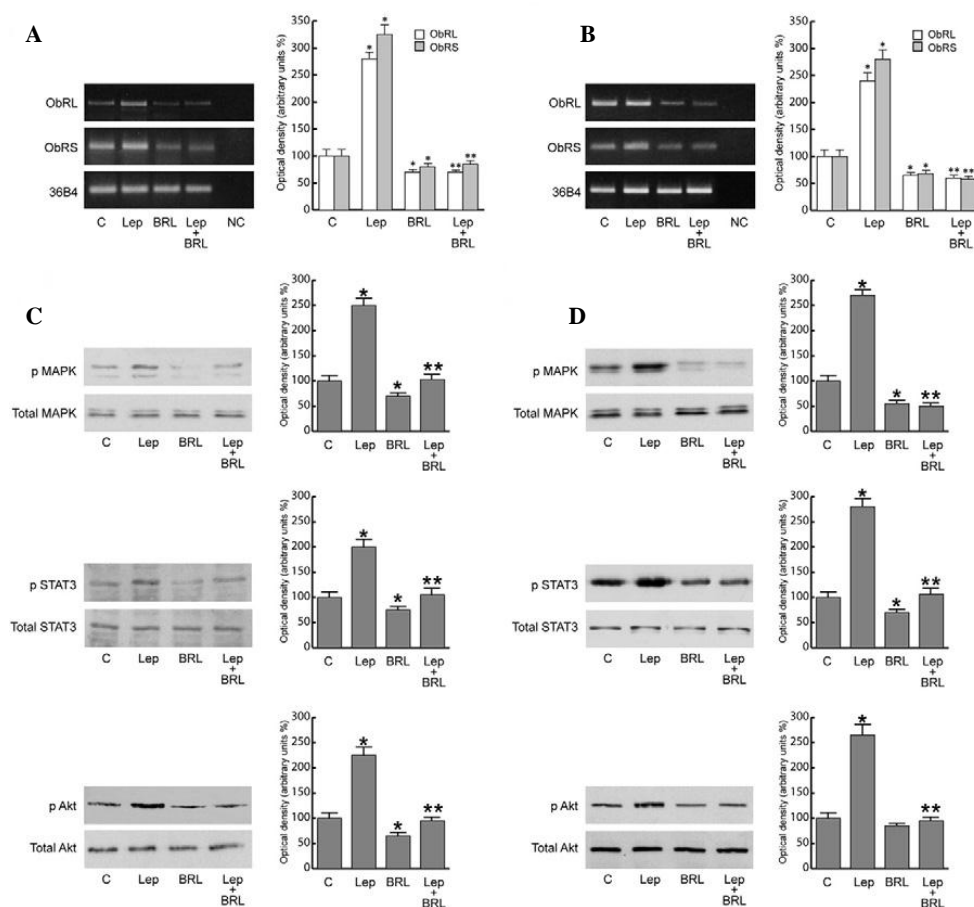 A
ObRL
ObRS
36B4
C Lep BRL Lep + BRL NC
Optical density (arbitrary units %)
350
300
250
200
150
100
50
0
ObRL
ObRS
* * * * ** **
C Lep BRL Lep + BRL
B
ObRL
ObRS
36B4
C Lep BRL Lep + BRL NC
Optical density (arbitrary units %)
350
300
250
200
150
100
50
0
ObRL
ObRS
* * * * ** **
C Lep BRL Lep + BRL
C
p MAPK
Total MAPK
C Lep BRL Lep + BRL
Optical density (arbitrary units %)
300
250
200
150
100
50
0
* * **
C Lep BRL Lep + BRL
p STAT3
Total STAT3
C Lep BRL Lep + BRL
Optical density (arbitrary units %)
300
250
200
150
100
50
0
* * **
C Lep BRL Lep + BRL
p Akt
Total Akt
C Lep BRL Lep + BRL
Optical density (arbitrary units %)
300
250
200
150
100
50
0
* * **
C Lep BRL Lep + BRL
D
p MAPK
Total MAPK
C Lep BRL Lep + BRL
Optical density (arbitrary units %)
300
250
200
150
100
50
0
* * **
C Lep BRL Lep + BRL
p STAT3
Total STAT3
C Lep BRL Lep + BRL
Optical density (arbitrary units %)
300
250
200
150
100
50
0
* * **
C Lep BRL Lep + BRL
p Akt
Total Akt
C Lep BRL Lep + BRL
Optical density (arbitrary units %)
300
250
200
150
100
50
0
* **
C Lep BRL Lep + BRL